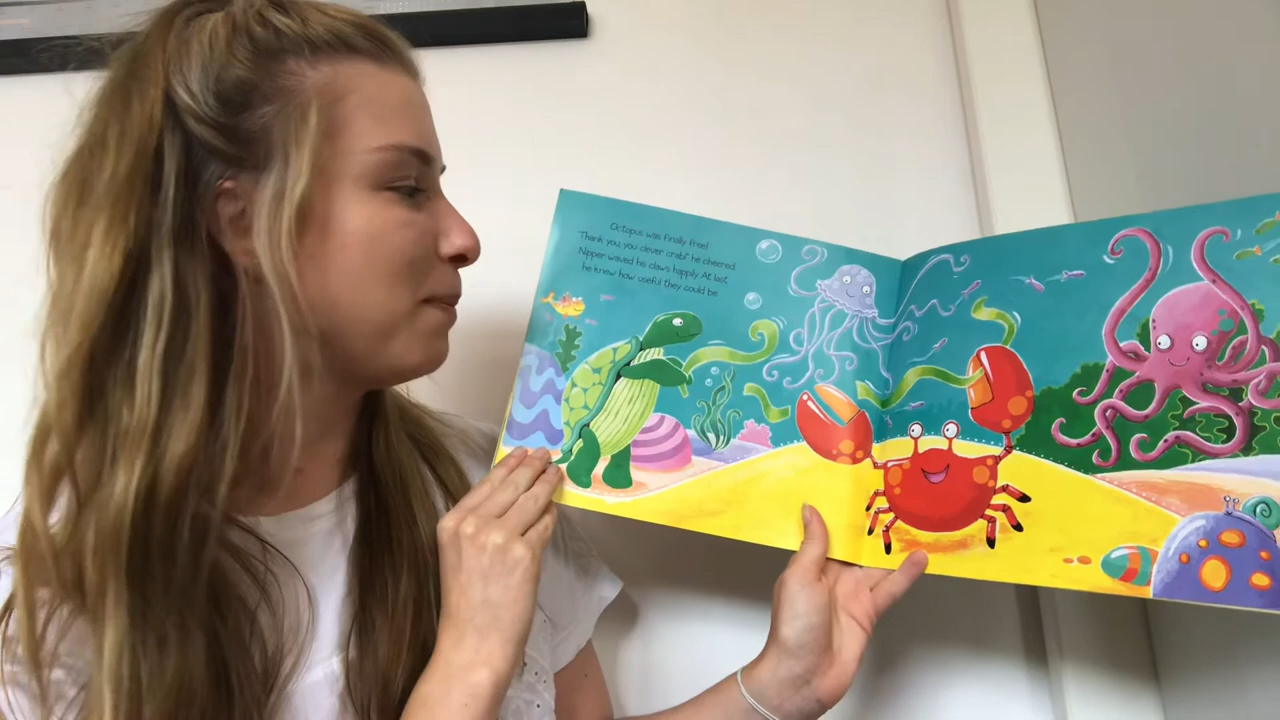 Octopus was finally free!
"Thank you, you clever crab!" he cheered.
Nipper waved his claws happily. At last,
he knew how useful they could be.